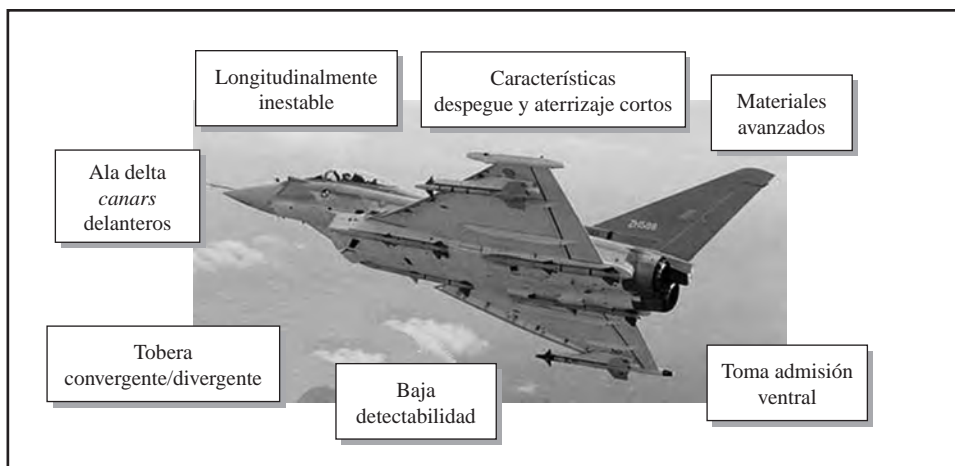 Longitudinalmente
inestable
Características
despegue y aterrizaje cortos
Materiales
avanzados
Ala delta
canars
delanteros
ZH588
Tobera
convergente/divergente
Baja
detectabilidad
Toma admisión
ventral